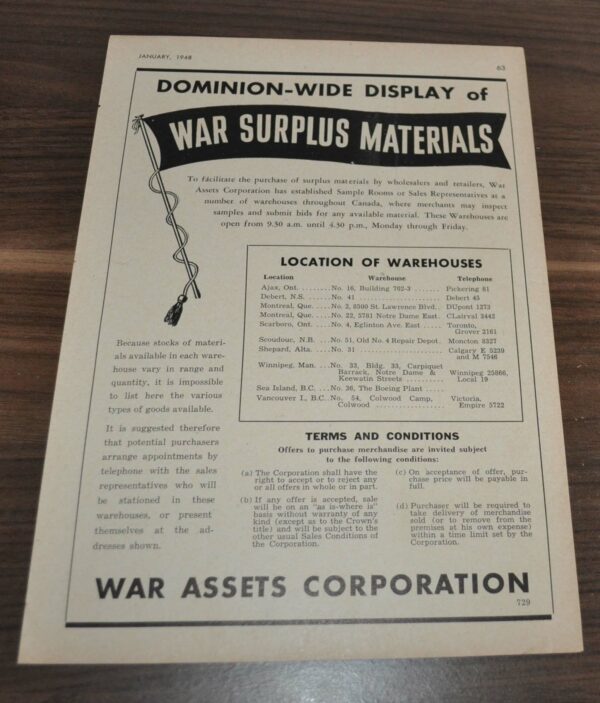 JANUARY, 1948
63
DOMINION-WIDE DISPLAY of
WAR SURPLUS MATERIALS
To facilitate the purchase of surplus materials by wholesalers and retailers, War
Assets Corporation has established Sample Rooms or Sales Representatives at a
number of warehouses throughout Canada, where merchants may inspect
samples and submit bids for any available material. These Warehouses are
open from 9.30 a.m. until 4.30 p.m., Monday through Friday.
LOCATION OF WAREHOUSES
Location Warehouse Telephone
Ajax, Ont. ........ No. 16, Building 702-3 ....... Pickering 81
Debert, N.S. ...... No. 41 .................. Debert 45
Montreal, Que. .... No. 2, 8500 St. Lawrence Blvd. DUpont 1273
Montreal, Que. .... No. 22, 5781 Notre Dame East. CLairval 3442
Scarboro, Ont. .... No. 4, Eglinton Ave. East ..... Toronto,
Grover 2161
Scoudouc, N.B. .... No. 51, Old No. 4 Repair Depot. Moncton 8327
Shepard, Alta. .... No. 31 .................. Calgary E 5239
and M 7546
Winnipeg, Man. .... No. 33, Bldg. 33, Carpiquet
Barrack, Notre Dame & Winnipeg 25866,
Keewatin Streets .......... Local 19
Sea Island, B.C. ... No. 36, The Boeing Plant .....
Vancouver I., B.C. No. 54, Colwood Camp, Victoria,
Colwood .................. Empire 5722
Because stocks of materi-
als available in each ware-
house vary in range and
quantity, it is impossible
to list here the various
types of goods available.
It is suggested therefore
that potential purchasers
arrange appointments by
telephone with the sales
representatives who will
be stationed in these
warehouses, or present
themselves at the ad-
dresses shown.
TERMS AND CONDITIONS
Offers to purchase merchandise are invited subject
to the following conditions:
(a) The Corporation shall have the
right to accept or to reject any
or all offers in whole or in part.
(b) If any offer is accepted, sale
will be on an "as is-where is"
basis without warranty of any
kind (except as to the Crown's
title) and will be subject to the
other usual Sales Conditions of
the Corporation.
(c) On acceptance of offer, pur-
chase price will be payable in
full.
(d) Purchaser will be required to
take delivery of merchandise
sold (or to remove from the
premises at his own expense)
within a time limit set by the
Corporation.
WAR ASSETS CORPORATION
729